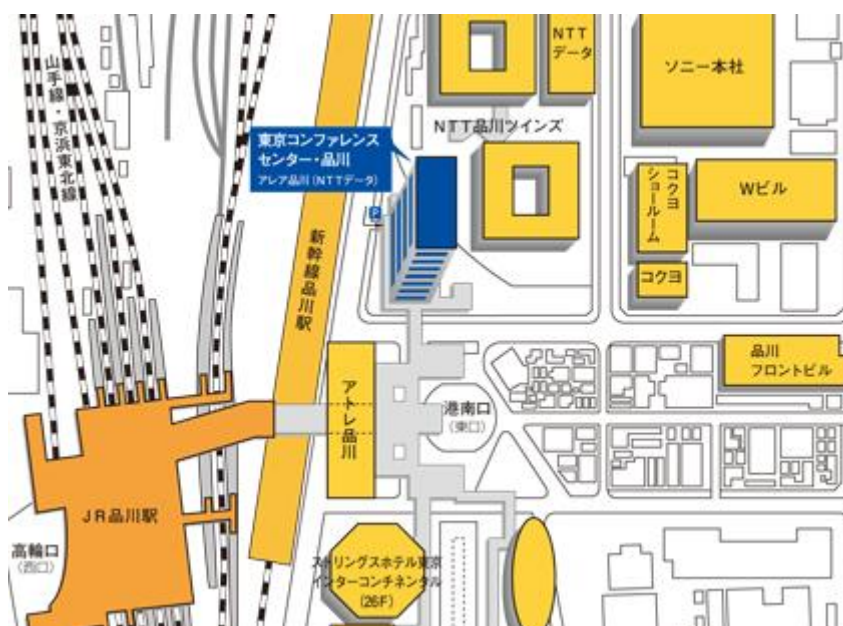 山手線・京浜東北線
東京コンファレンス
センター・品川
アレア品川(NTTデータ)
P
新幹線品川駅
NTT
データ
NTT品川ツインズ
ソニー本社
コクヨ
ショールーム
Wビル
コクヨ
品川
フロントビル
アトレ品川
港南口
(東口)
JR品川駅
高輪口
(西口)
ストリングスホテル東京
インターコンチネンタル
(26F)